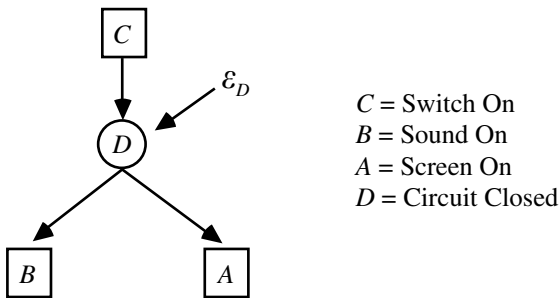 C
ε_D
D
C = Switch On
B = Sound On
A = Screen On
D = Circuit Closed
B
A